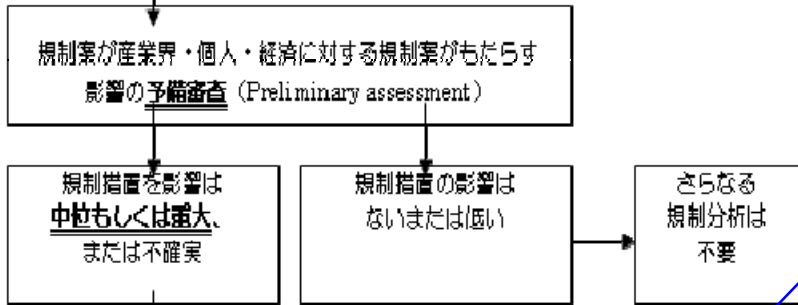 規制案が産業界・個人・経済に対する規制案がもたらす
影響の予備審査（Preliminary assessment）
規制措置を影響は
中位もしくは重大、
または不確実
規制措置の影響は
ないまたは低い
さらなる
規制分析は
不要